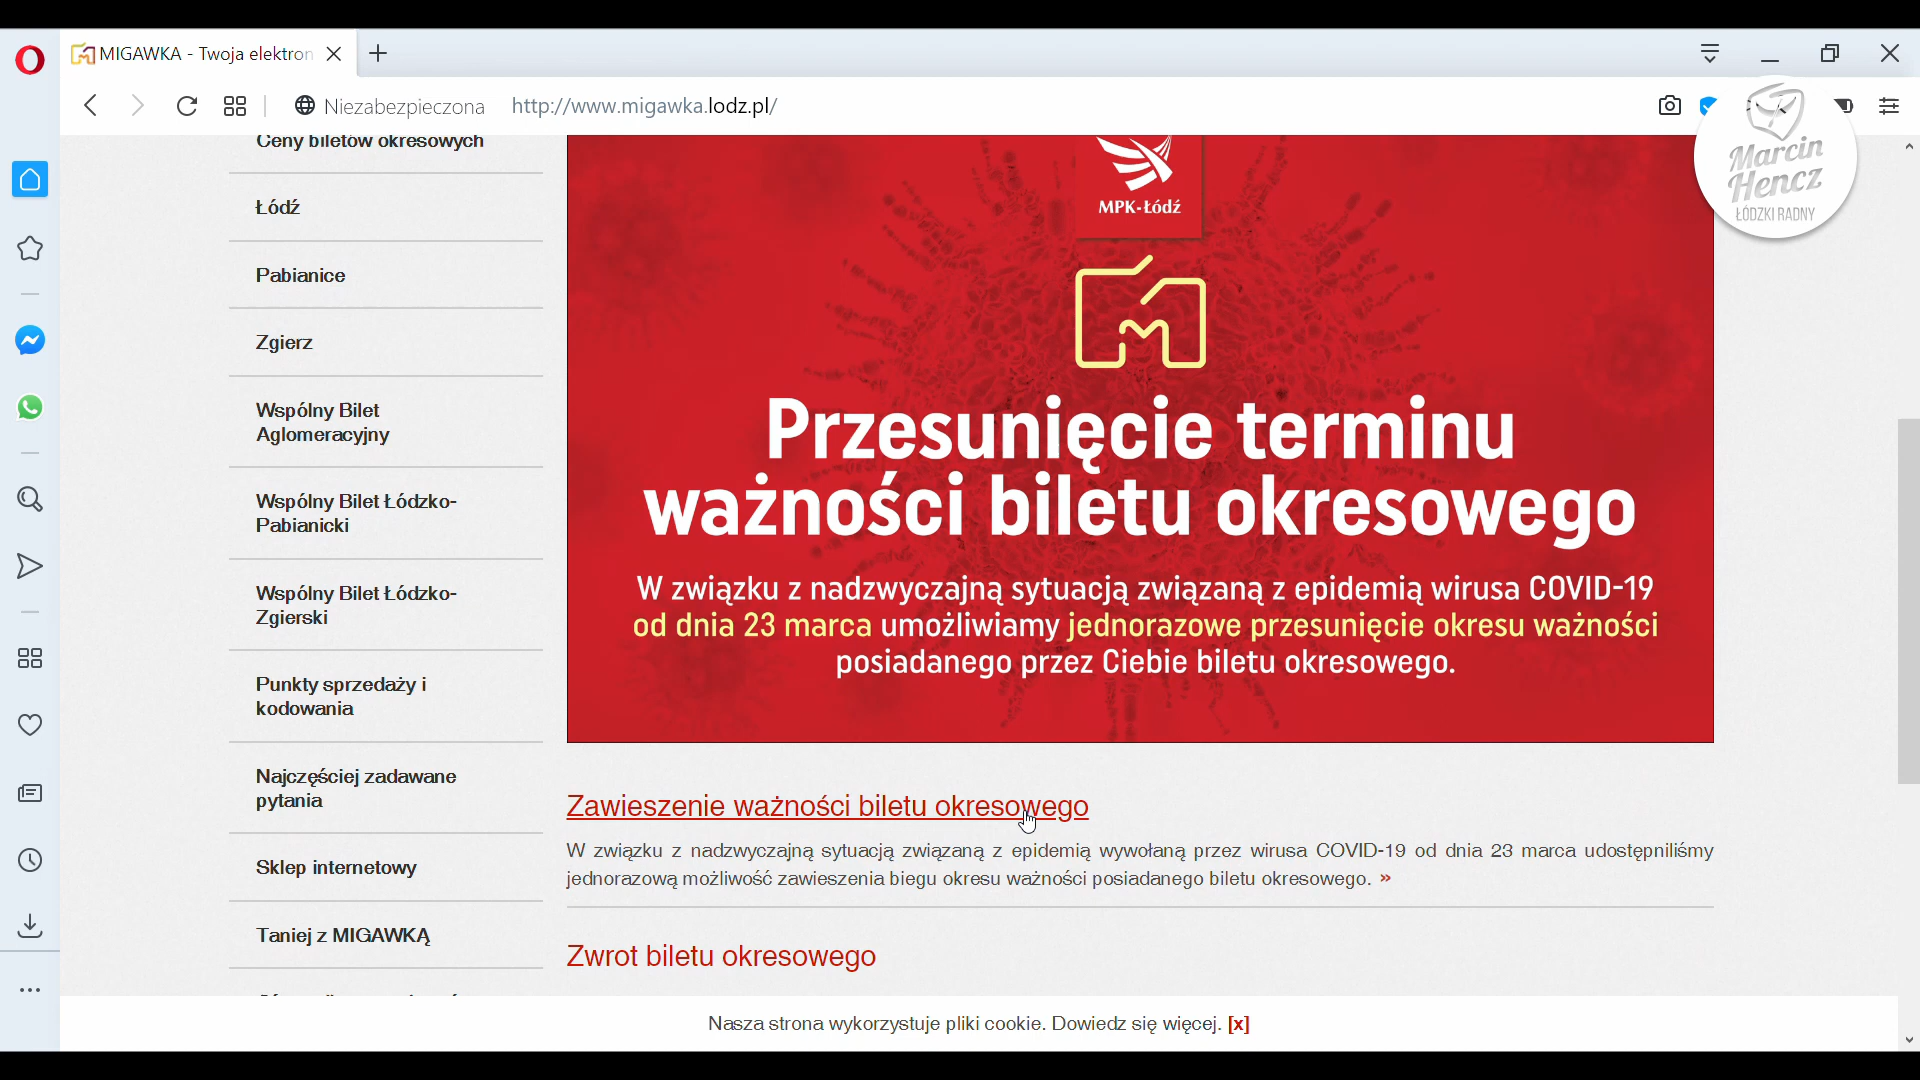 MIGAWKA - Twoja elektron
Niezabezpieczona
http://www.migawka.lodz.pl/
Marcin
Hencz
ŁÓDZKI RADNY
Ceny biletów okresowych
Łódź
Pabianice
Zgierz
Wspólny Bilet
Aglomeracyjny
Wspólny Bilet Łódzko-
Pabianicki
Wspólny Bilet Łódzko-
Zgierski
Punkty sprzedaży i
kodowania
Najczęściej zadawane
pytania
Sklep internetowy
Taniej z MIGAWKĄ
MPK-Łódź
Przesunięcie terminu
ważności biletu okresowego
W związku z nadzwyczajną sytuacją związaną z epidemią wirusa COVID-19
od dnia 23 marca umożliwiamy jednorazowe przesunięcie okresu ważności
posiadanego przez Ciebie biletu okresowego.
Zawieszenie ważności biletu okresowego
W związku z nadzwyczajną sytuacją związaną z epidemią wywołaną przez wirusa COVID-19 od dnia 23 marca udostępniliśmy
jednorazową możliwość zawieszenia biegu okresu ważności posiadanego biletu okresowego. »
Zwrot biletu okresowego
Nasza strona wykorzystuje pliki cookie. Dowiedz się więcej. [x]